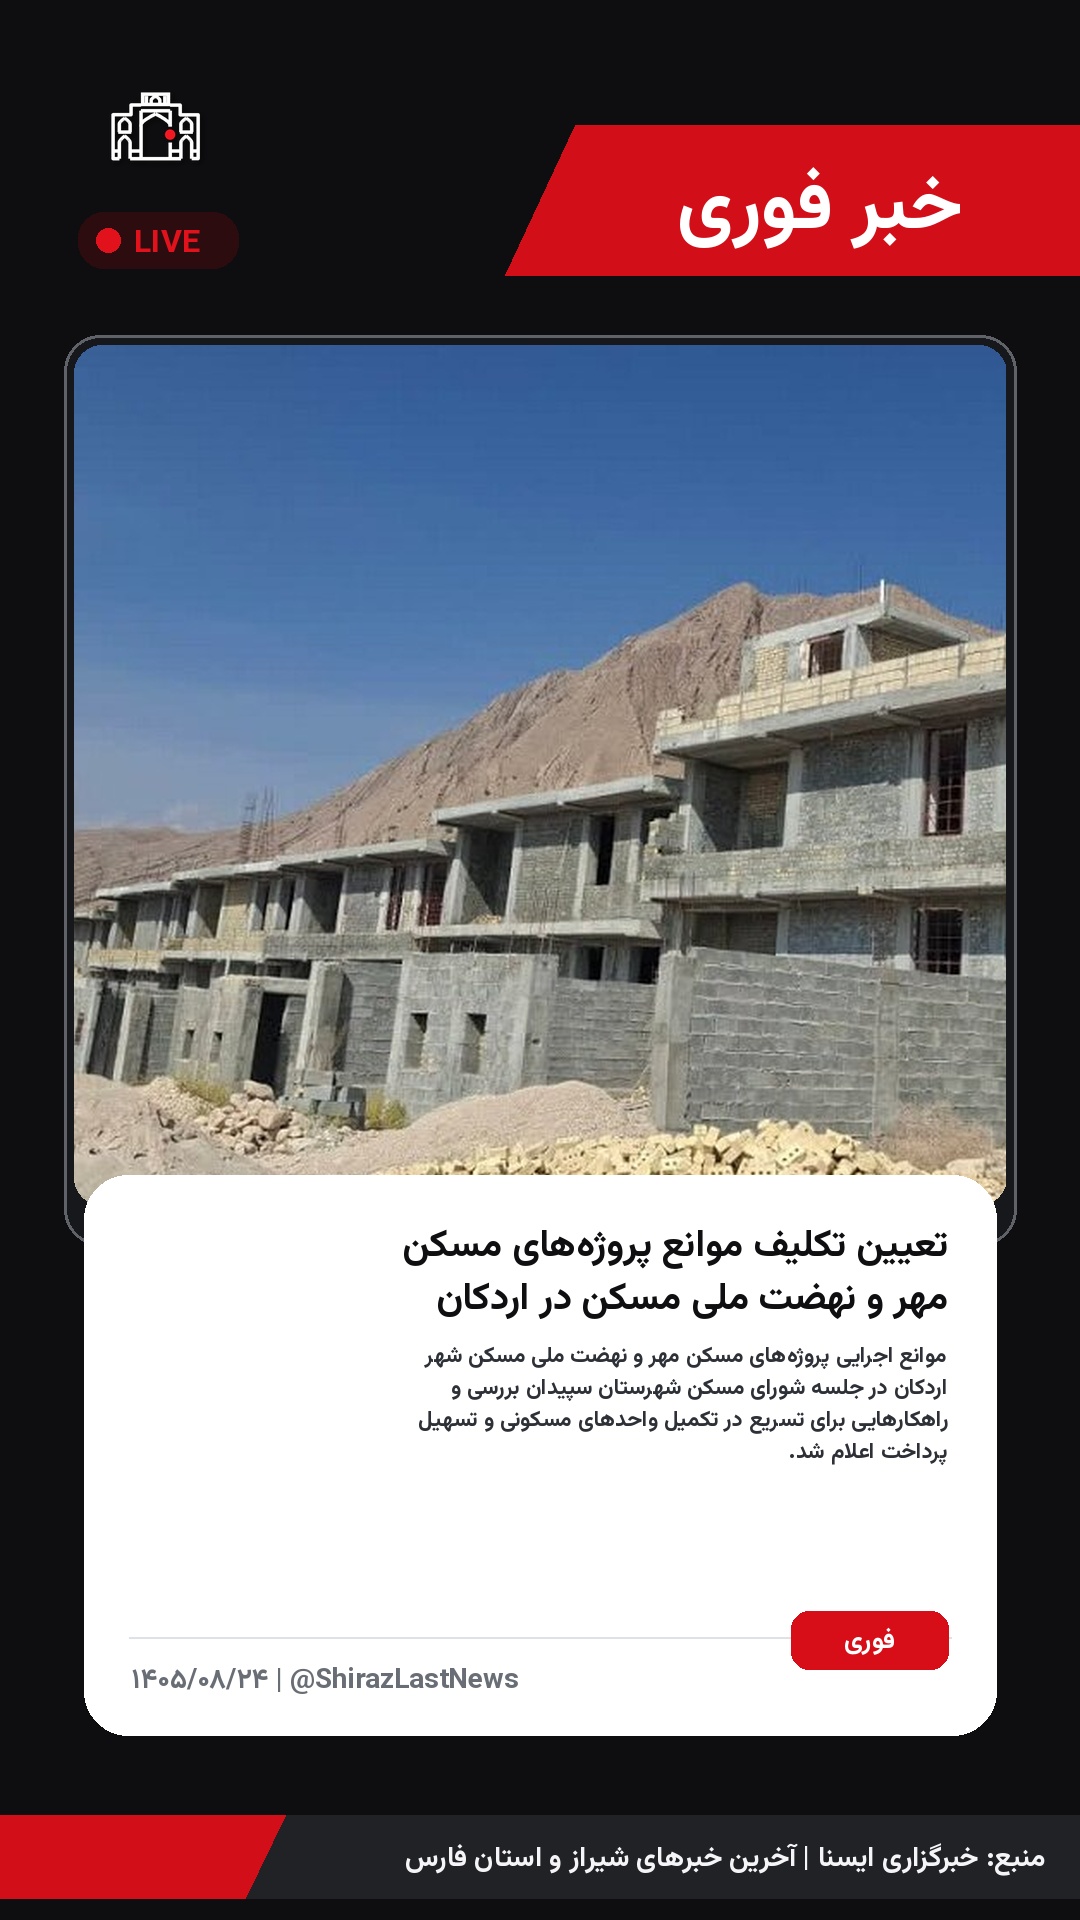 خبر فوری
LIVE
تعیین تکلیف موانع پروژه‌های مسکن
مهر و نهضت ملی مسکن در اردکان
موانع اجرایی پروژه‌های مسکن مهر و نهضت ملی مسکن شهر
اردکان در جلسه شورای مسکن شهرستان سپیدان بررسی و
راهکارهایی برای تسریع در تکمیل واحدهای مسکونی و تسهیل
پرداخت اعلام شد.
فوری
۱۴۰۵/۰۸/۲۴ | @ShirazLastNews
منبع: خبرگزاری ایسنا | آخرین خبرهای شیراز و استان فارس